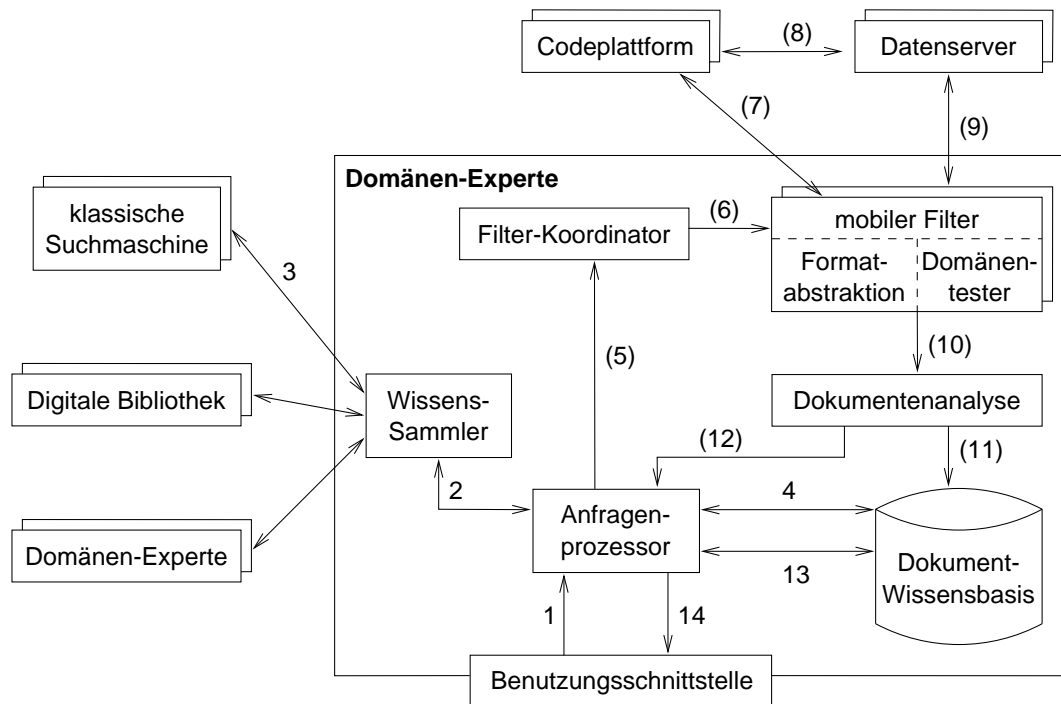 Codeplattform
(8)
Datenserver
(7)
(9)
Domänen-Experte
klassische
Suchmaschine
3
Filter-Koordinator
(6)
mobiler Filter
Format-
abstraktion
Domänen-
tester
(5)
(10)
Digitale Bibliothek
Wissens-
Sammler
Dokumentenanalyse
(12)
(11)
2
4
Anfragen-
prozessor
Domänen-Experte
13
Dokument-
Wissensbasis
1
14
Benutzungsschnittstelle